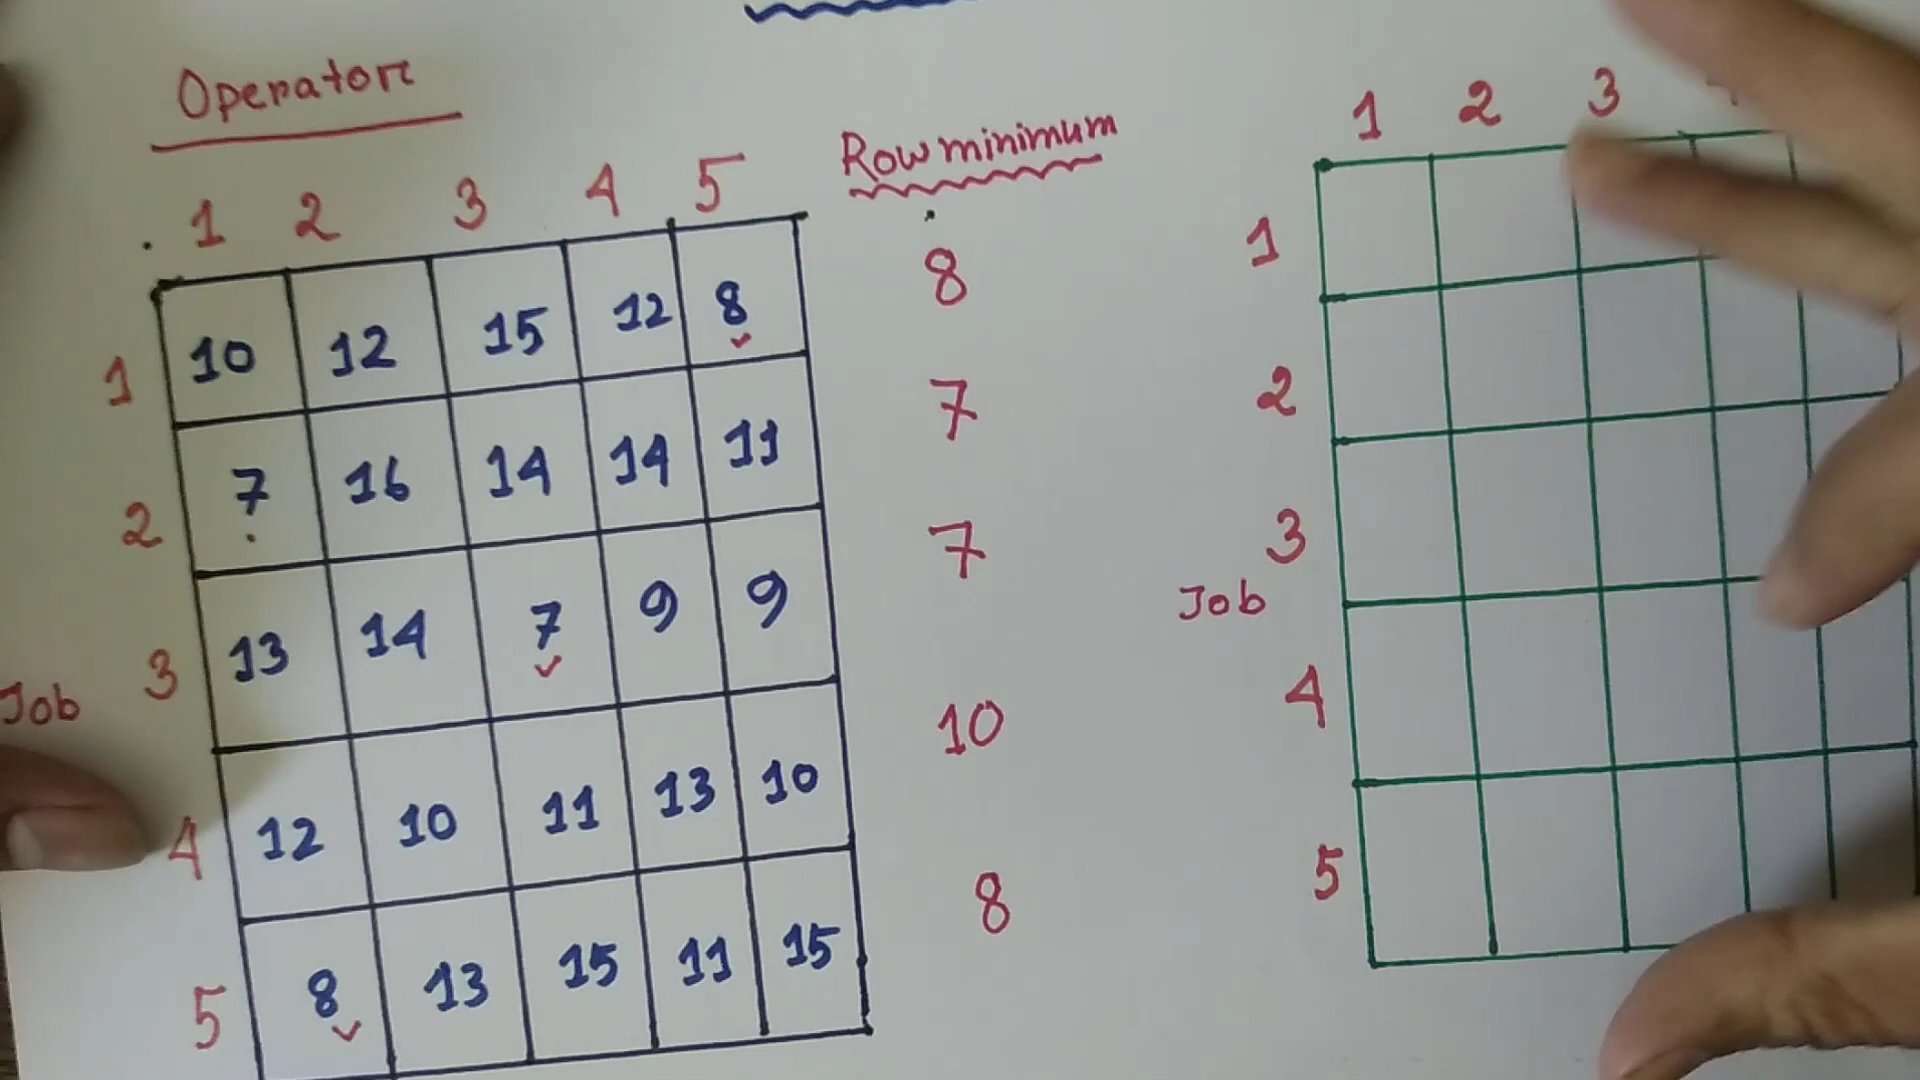 Operator
Row minimum
1 2 3 4 5
1 10 12 15 12 8 8
2 7 16 14 14 11 7
3 13 14 7 9 9 7
Job
4 12 10 11 13 10 10
5 8 13 15 11 15 8
1 2 3
1
2
3
Job
4
5